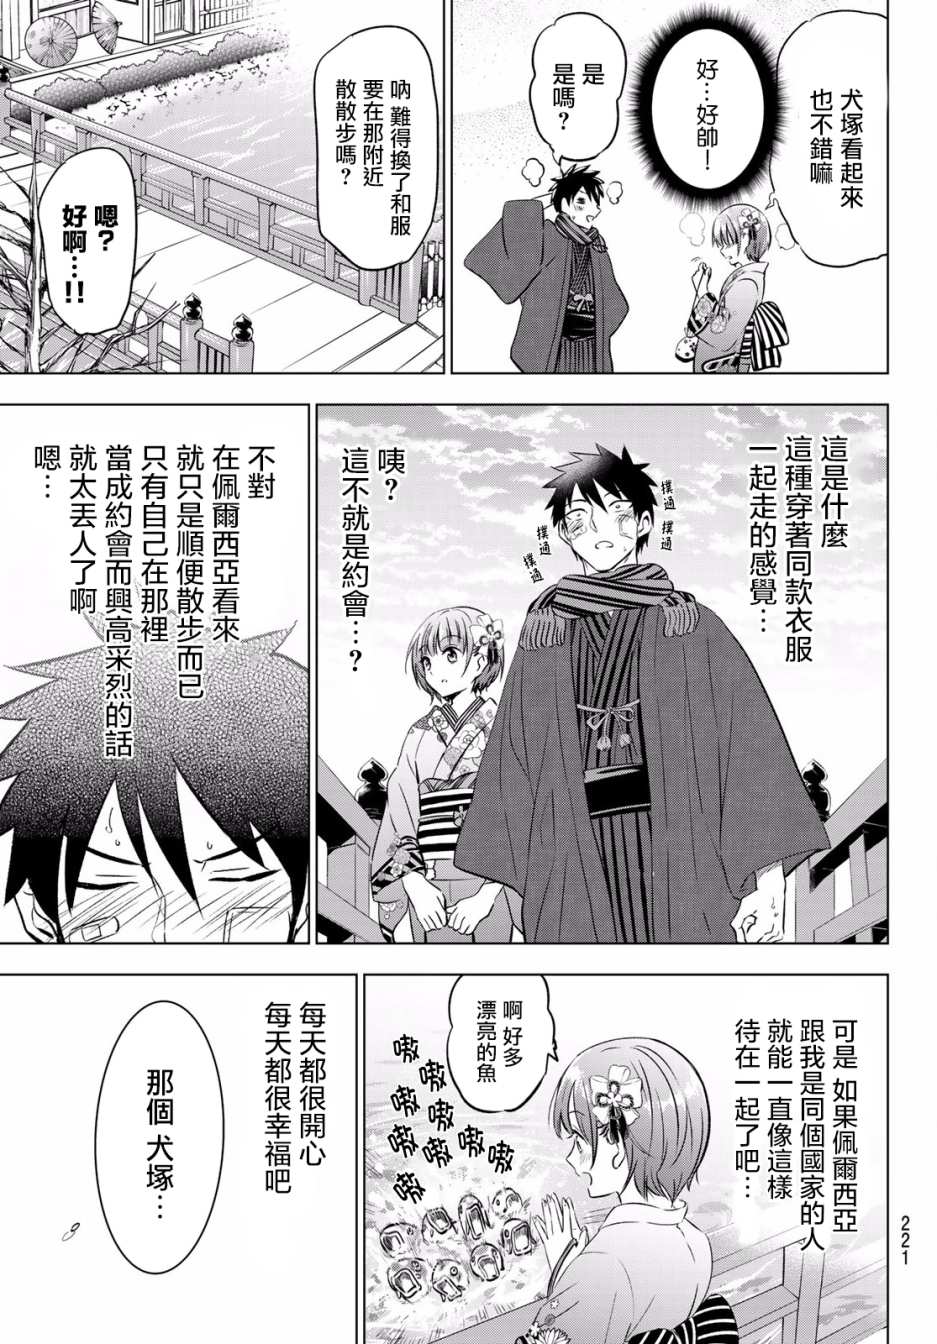 犬塚看起來
也不錯嘛
好…好帥！
是
是嗎？
吶 難得換了和服
要在那附近
散散步嗎？
嗯？
好啊…!!
這是什麼
這種穿著同款衣服
一起走的感覺…
撲通
撲通
撲通
撲通
咦？
這不就是約會…？
不對
在佩爾西亞看來
就只是順便散步而已
只有自己在那裡
當成約會而興高采烈的話
就太丟人了啊
嗯…
可是 如果佩爾西亞
跟我是同個國家的人
就能一直像這樣
待在一起了吧…
啊 好多
漂亮的魚
嗷
嗷
嗷
嗷
嗷
嗷
嗷
嗷
每天都很開心
每天都很幸福吧
那個 犬塚…
221